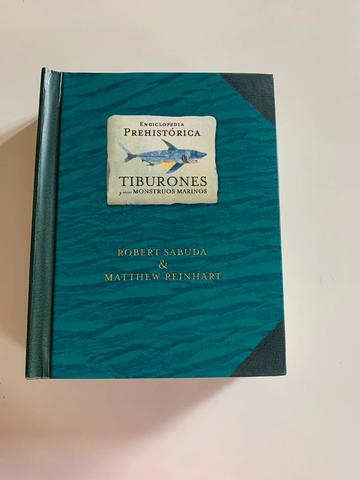 ENCICLOPEDIA
PREHISTÓRICA
TIBURONES
y otros MONSTRUOS MARINOS
ROBERT SABUDA
&
MATTHEW REINHART